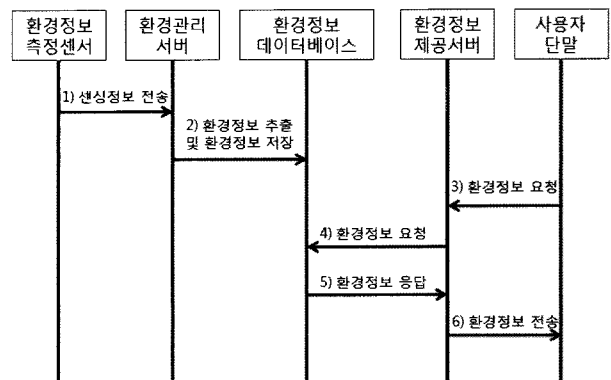 환경정보
측정센서
환경관리
서버
환경정보
데이터베이스
환경정보
제공서버
사용자
단말
1) 센싱정보 전송
2) 환경정보 추출
및 환경정보 저장
3) 환경정보 요청
4) 환경정보 요청
5) 환경정보 응답
6) 환경정보 전송